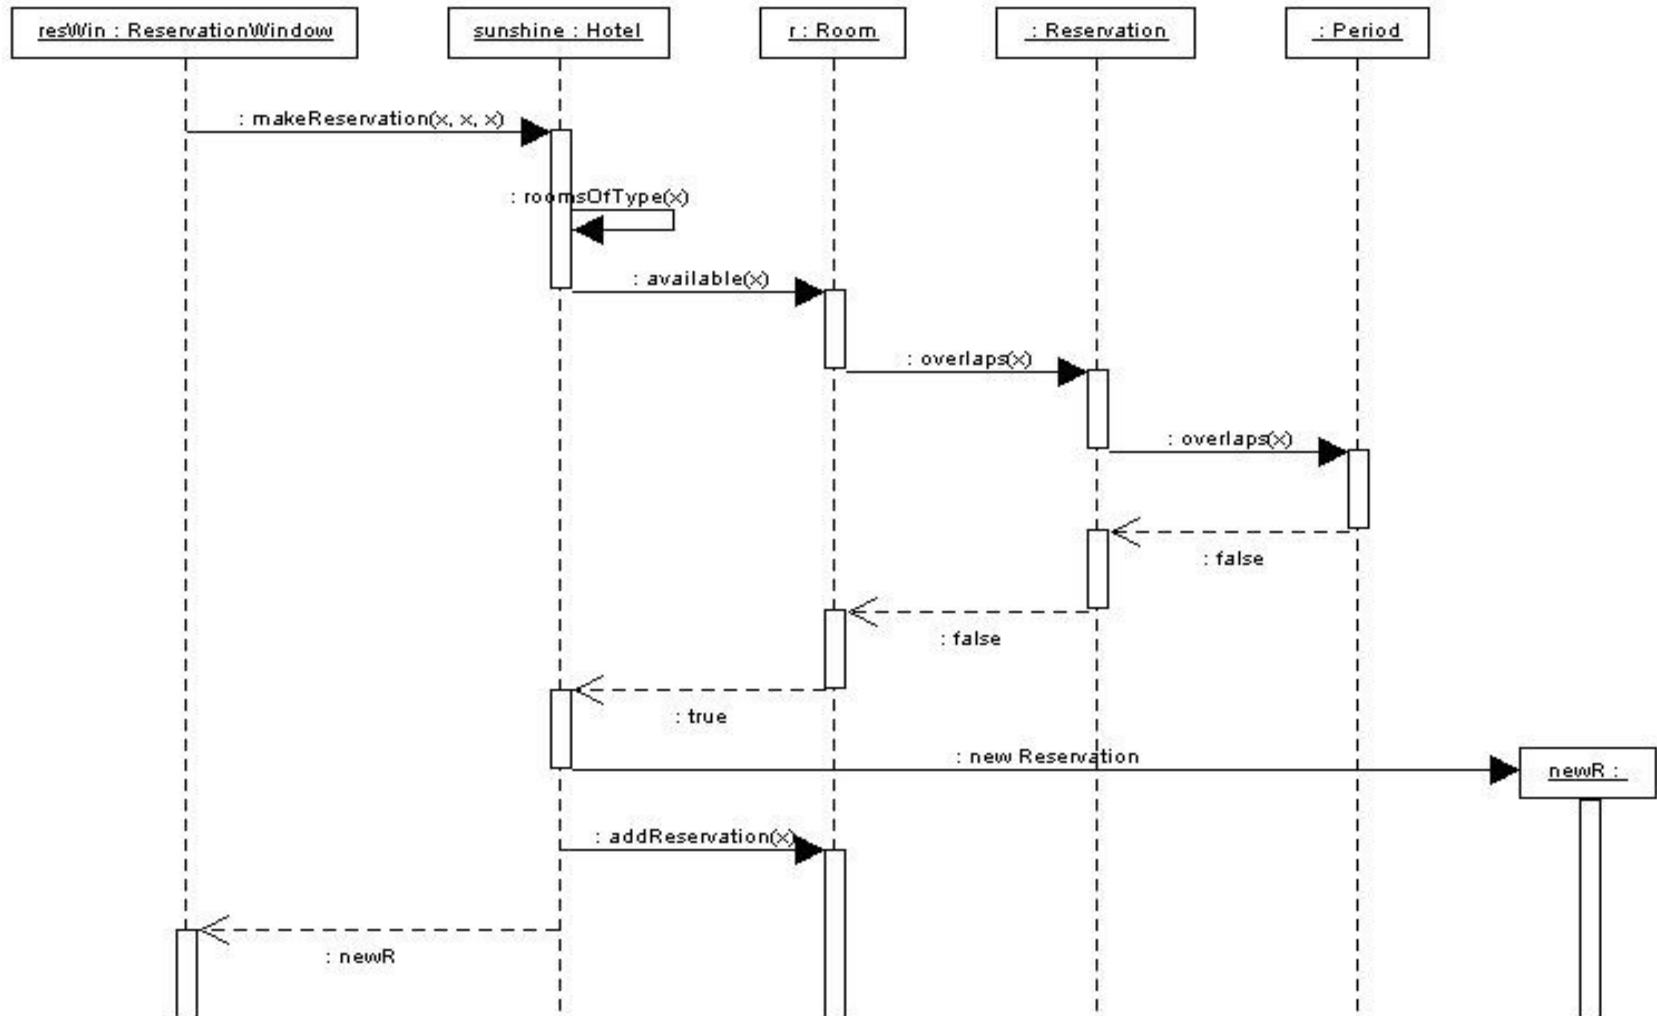 resWin : ReservationWindow
sunshine : Hotel
r : Room
: Reservation
: Period
: makeReservation(x, x, x)
: roomsOfType(x)
: available(x)
: overlaps(x)
: overlaps(x)
: false
: false
: true
: new Reservation
newR :
: addReservation(x)
: newR